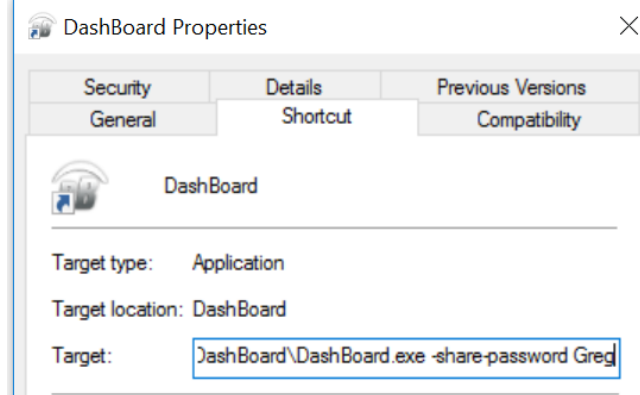 DashBoard Properties
Security Details Previous Versions
General Shortcut Compatibility
DashBoard
Target type: Application
Target location: DashBoard
Target: DashBoard\DashBoard.exe -share-password Greg